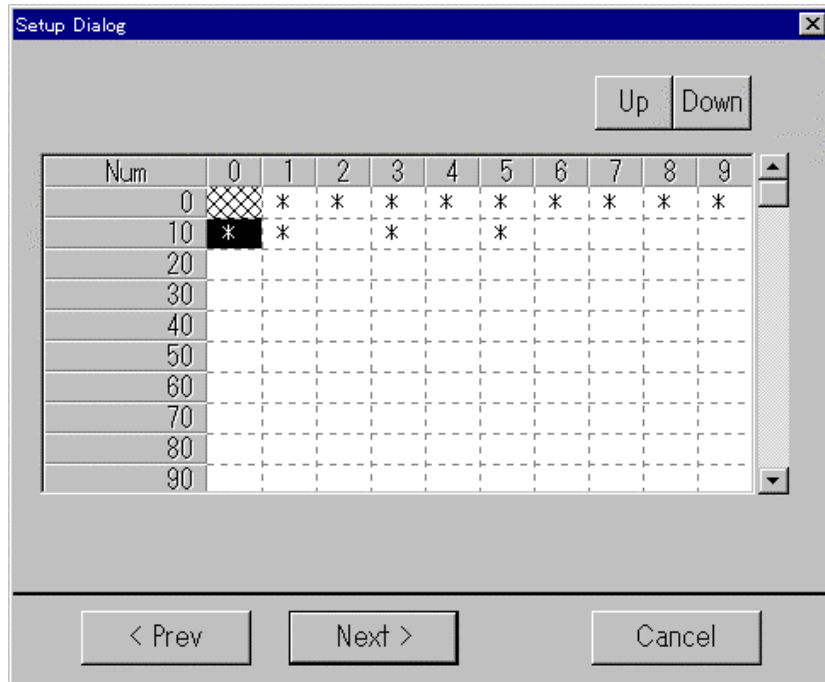 Setup Dialog
Up Down
Num 0 1 2 3 4 5 6 7 8 9
0 * * * * * * * * *
10 * * * *
20
30
40
50
60
70
80
90
< Prev Next > Cancel